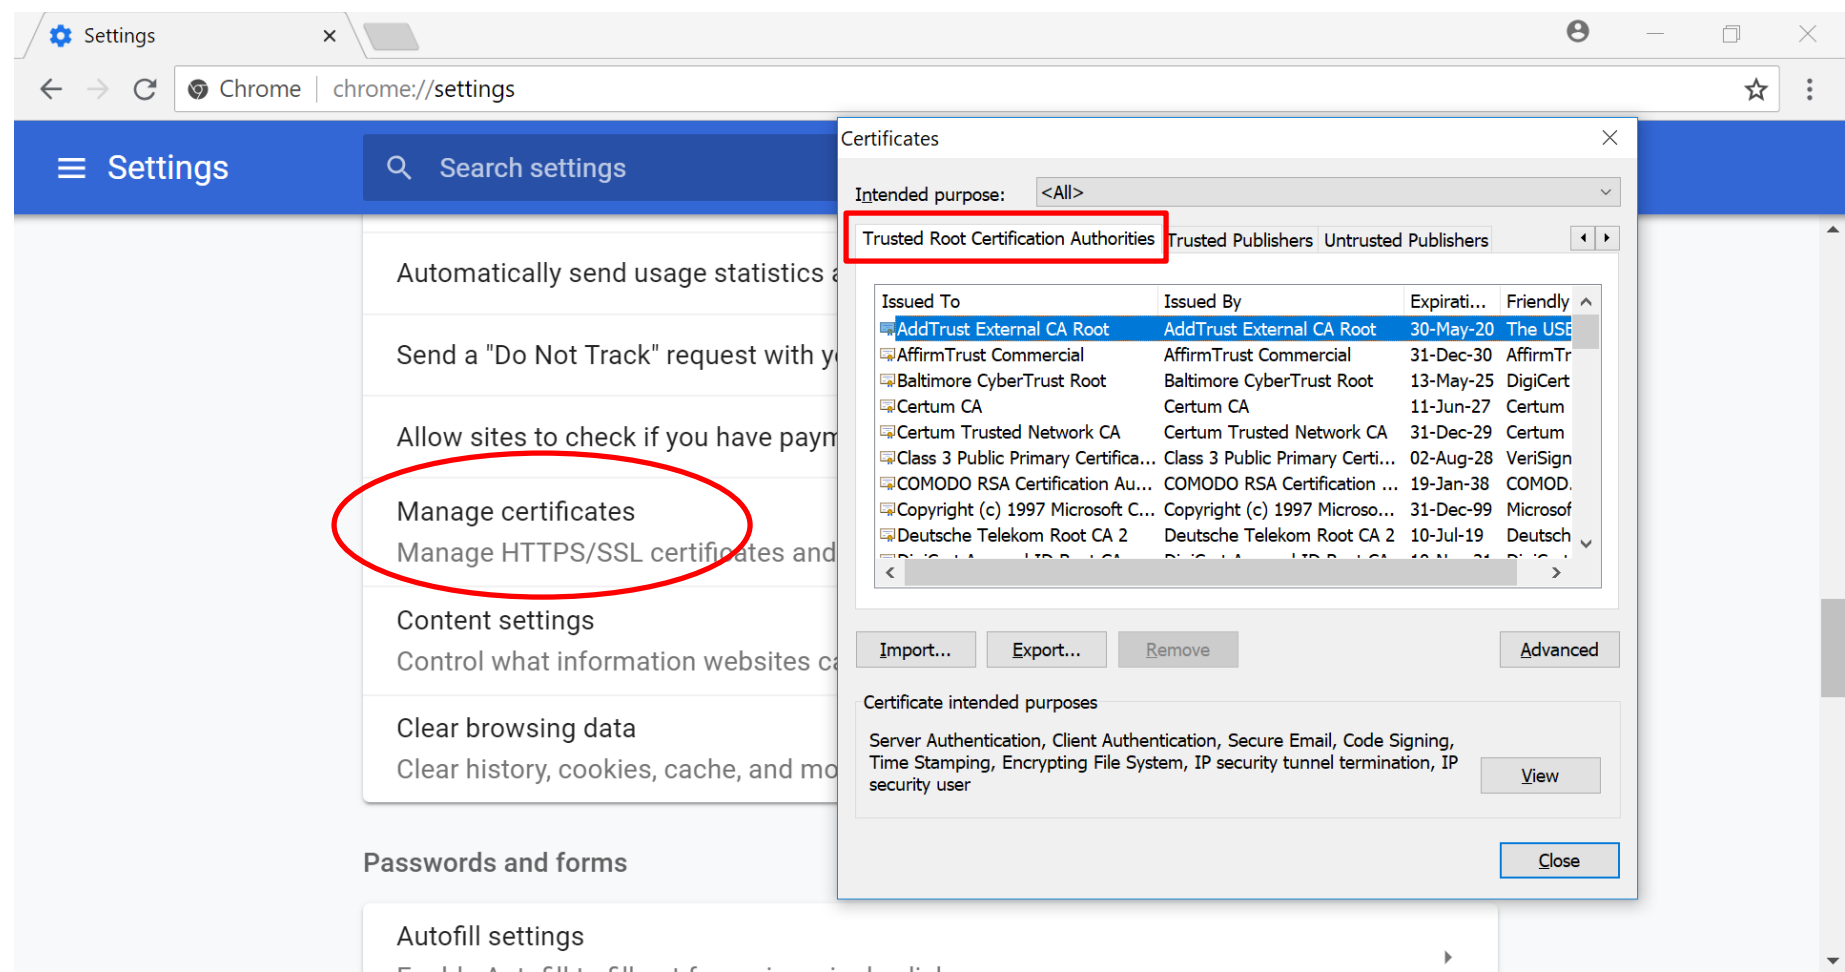 Settings
Chrome chrome://settings
Settings
Search settings
Automatically send usage statistics
Send a "Do Not Track" request with
Allow sites to check if you have
Manage certificates
Manage HTTPS/SSL certificates and
Content settings
Control what information websites
Clear browsing data
Clear history, cookies, cache, and
Passwords and forms
Autofill settings
Certificates
Intended purpose: <All>
Trusted Root Certification Authorities Trusted Publishers Untrusted Publishers
Issued To Issued By Expirati... Friendly
AddTrust External CA Root AddTrust External CA Root 30-May-20 The USE
AffirmTrust Commercial AffirmTrust Commercial 31-Dec-30 AffirmTr
Baltimore CyberTrust Root Baltimore CyberTrust Root 13-May-25 DigiCert
Certum CA Certum CA 11-Jun-27 Certum
Certum Trusted Network CA Certum Trusted Network CA 31-Dec-29 Certum
Class 3 Public Primary Certifica... Class 3 Public Primary Certi... 02-Aug-28 VeriSign
COMODO RSA Certification Au... COMODO RSA Certification ... 19-Jan-38 COMOD.
Copyright (c) 1997 Microsoft C... Copyright (c) 1997 Microso... 31-Dec-99 Microsof
Deutsche Telekom Root CA 2 Deutsche Telekom Root CA 2 10-Jul-19 Deutsch
Import... Export... Remove Advanced
Certificate intended purposes
Server Authentication, Client Authentication, Secure Email, Code Signing,
Time Stamping, Encrypting File System, IP security tunnel termination, IP
security user
View
Close